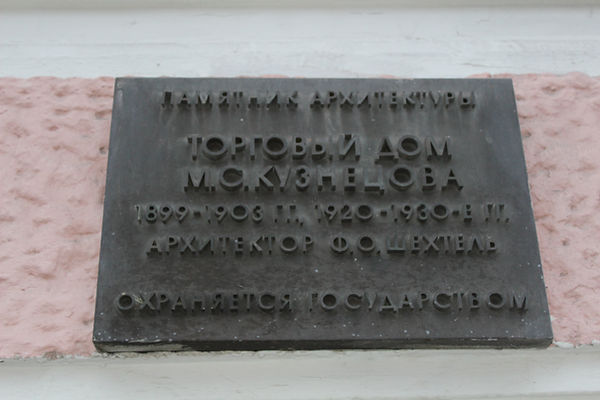 ПАМЯТНИК АРХИТЕКТУРЫ
ТОРГОВЫЙ ДОМ
М.С.КУЗНЕЦОВА
1899-1903 ГГ., 1920-1930-Е ГГ.
АРХИТЕКТОР Ф.О.ШЕХТЕЛЬ
ОХРАНЯЕТСЯ ГОСУДАРСТВОМ